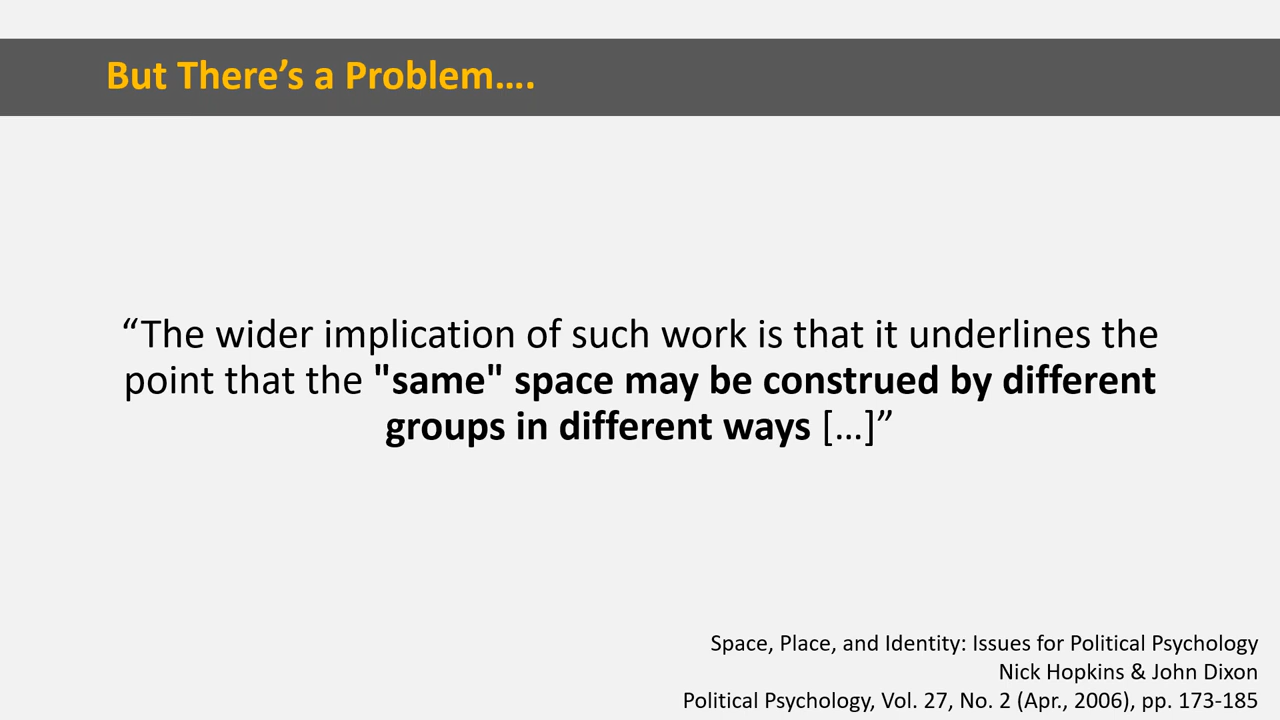 But There’s a Problem….
“The wider implication of such work is that it underlines the
point that the "same" space may be construed by different
groups in different ways […]”
Space, Place, and Identity: Issues for Political Psychology
Nick Hopkins & John Dixon
Political Psychology, Vol. 27, No. 2 (Apr., 2006), pp. 173-185